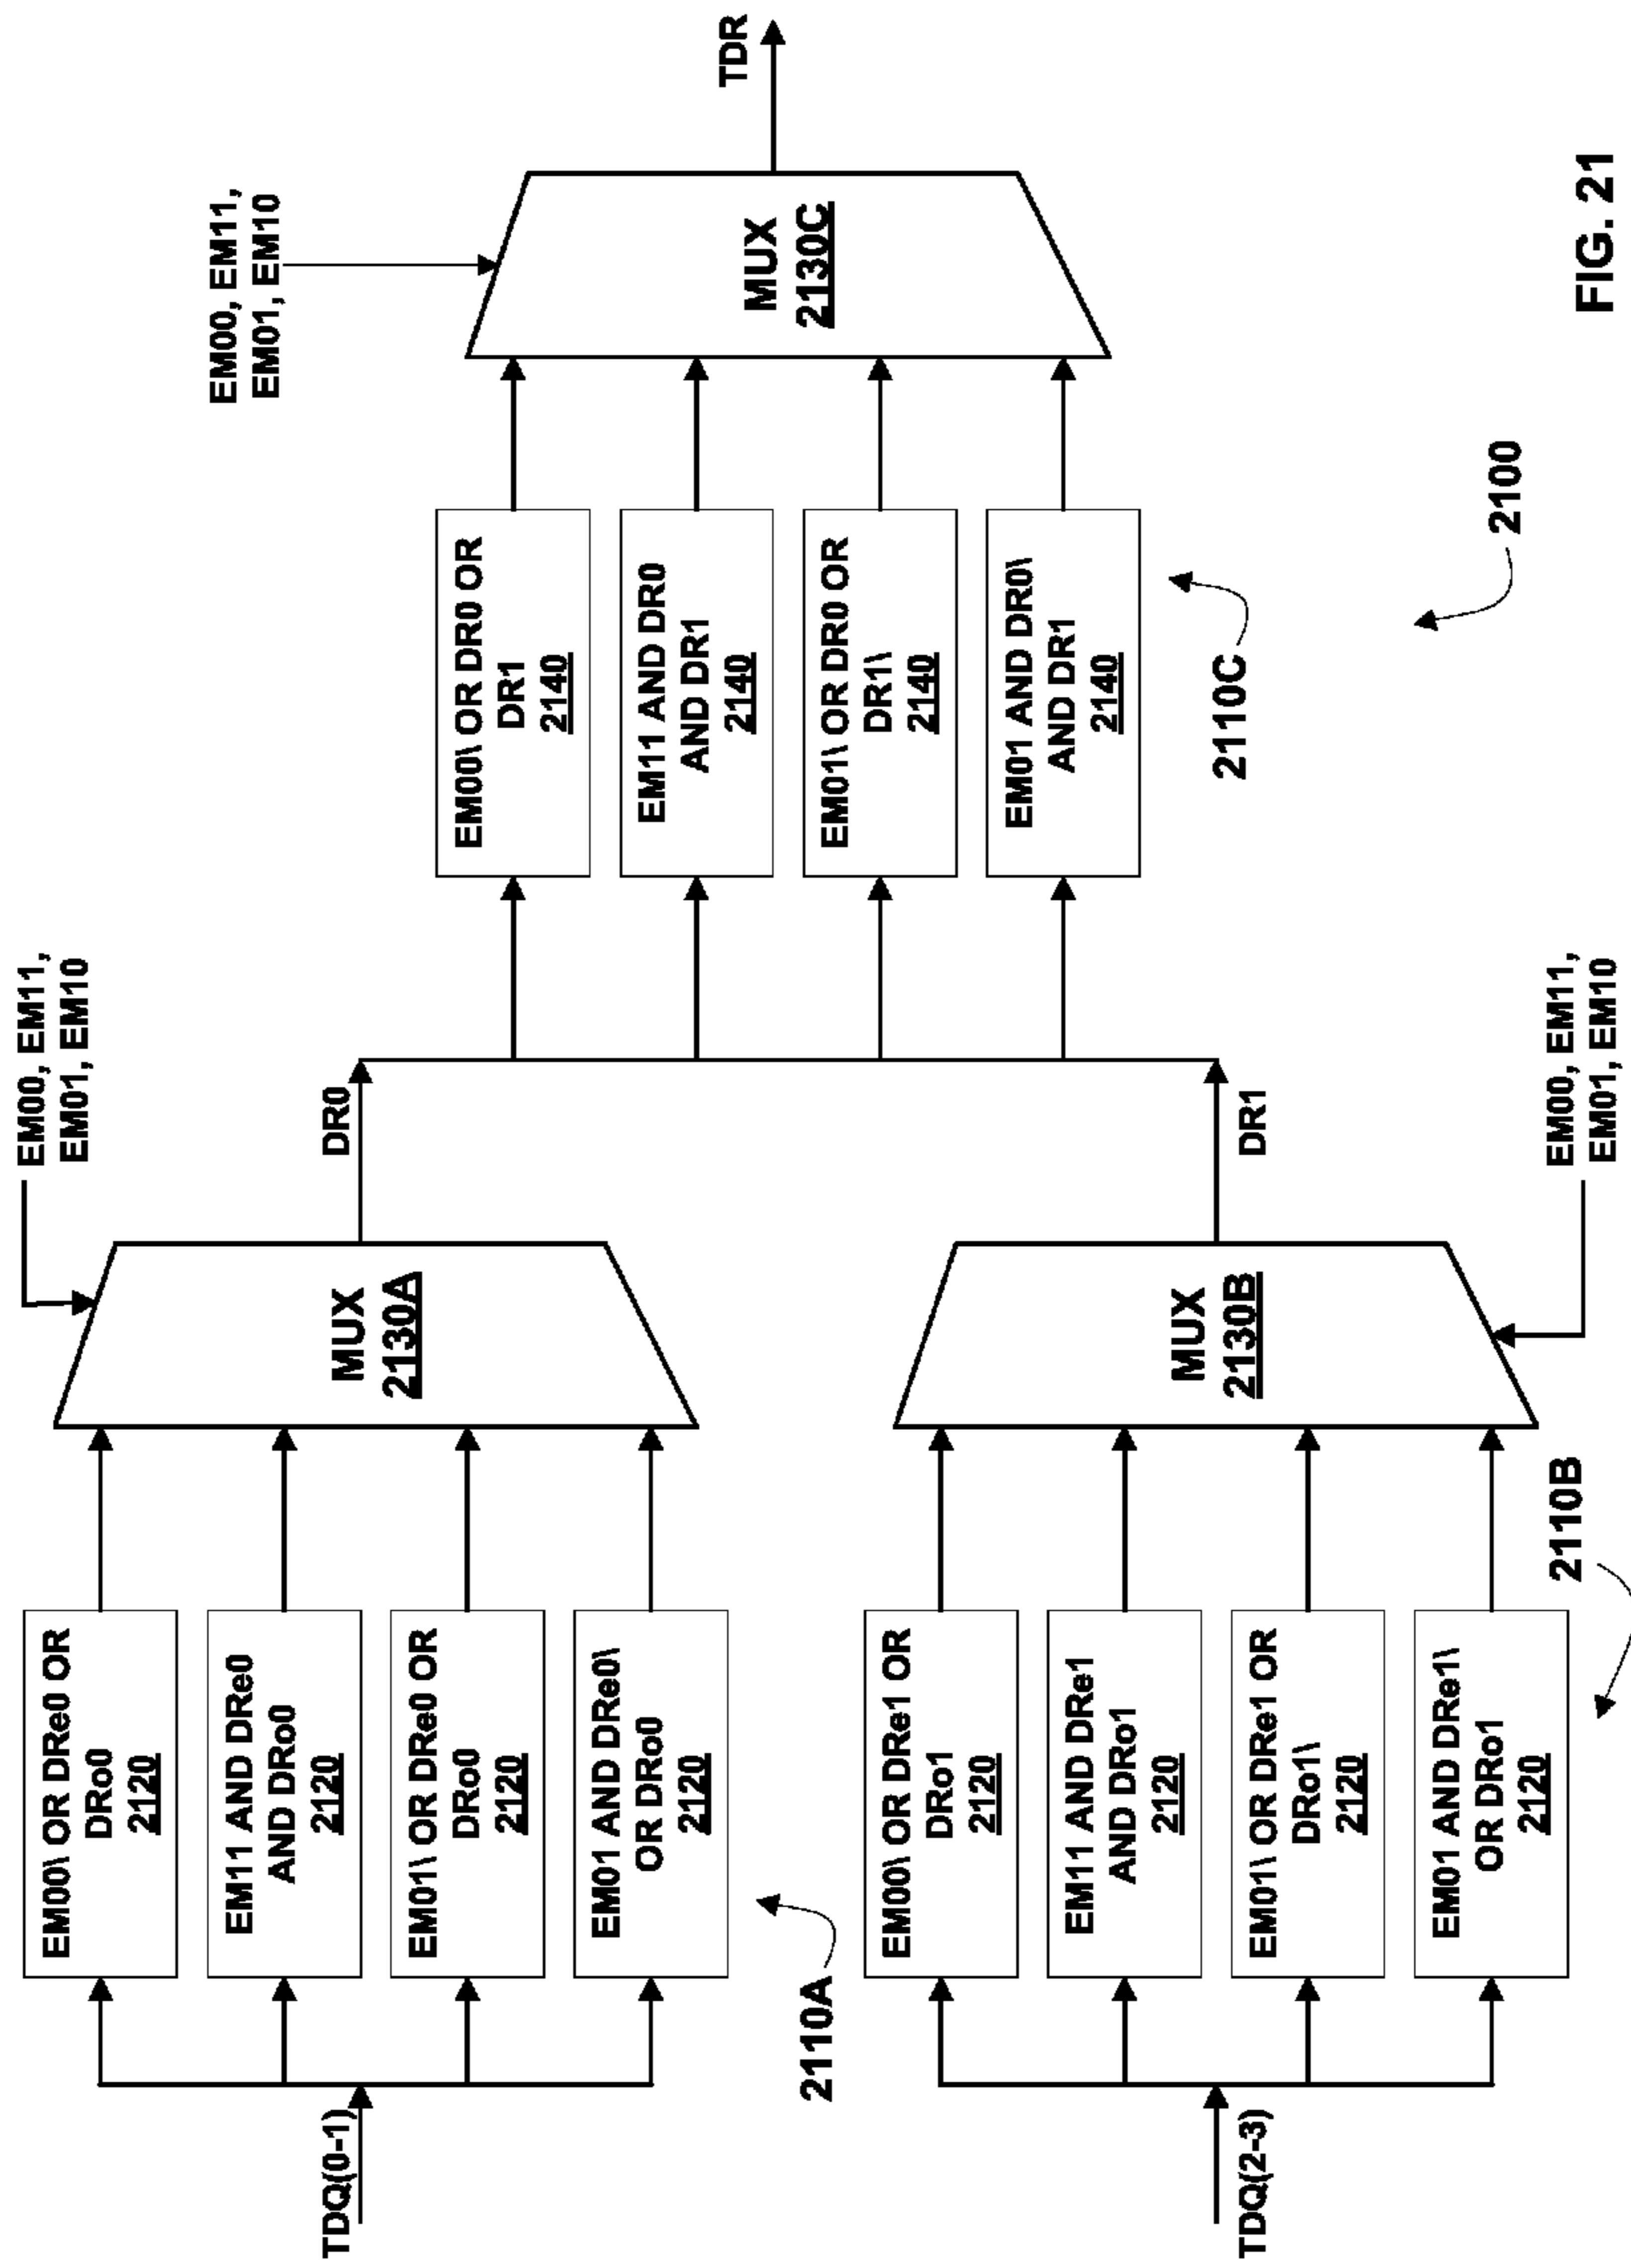 TDQ(0-1)
EM00\ OR DRe0 OR
DRo0
2120
EM11 AND DRe0
AND DRo0
2120
EM01\ OR DRe0 OR
DRo0
2120
EM01 AND DRe0\
OR DRo0
2120
2110A
MUX
2130A
EM00, EM11,
EM01, EM10
DR0
TDQ(2-3)
EM00\ OR DRe1 OR
DRo1
2120
EM11 AND DRe1
AND DRo1
2120
EM01\ OR DRe1 OR
DRo1\
2120
EM01 AND DRe1\
OR DRo1
2120
2110B
MUX
2130B
EM00, EM11,
EM01, EM10
DR1
EM00\ OR DR0 OR
DR1
2140
EM11 AND DR0
AND DR1
2140
EM01\ OR DR0 OR
DR1\
2140
EM01 AND DR0\
AND DR1
2140
2110C
EM00, EM11,
EM01, EM10
MUX
2130C
TDR
2100
FIG. 21